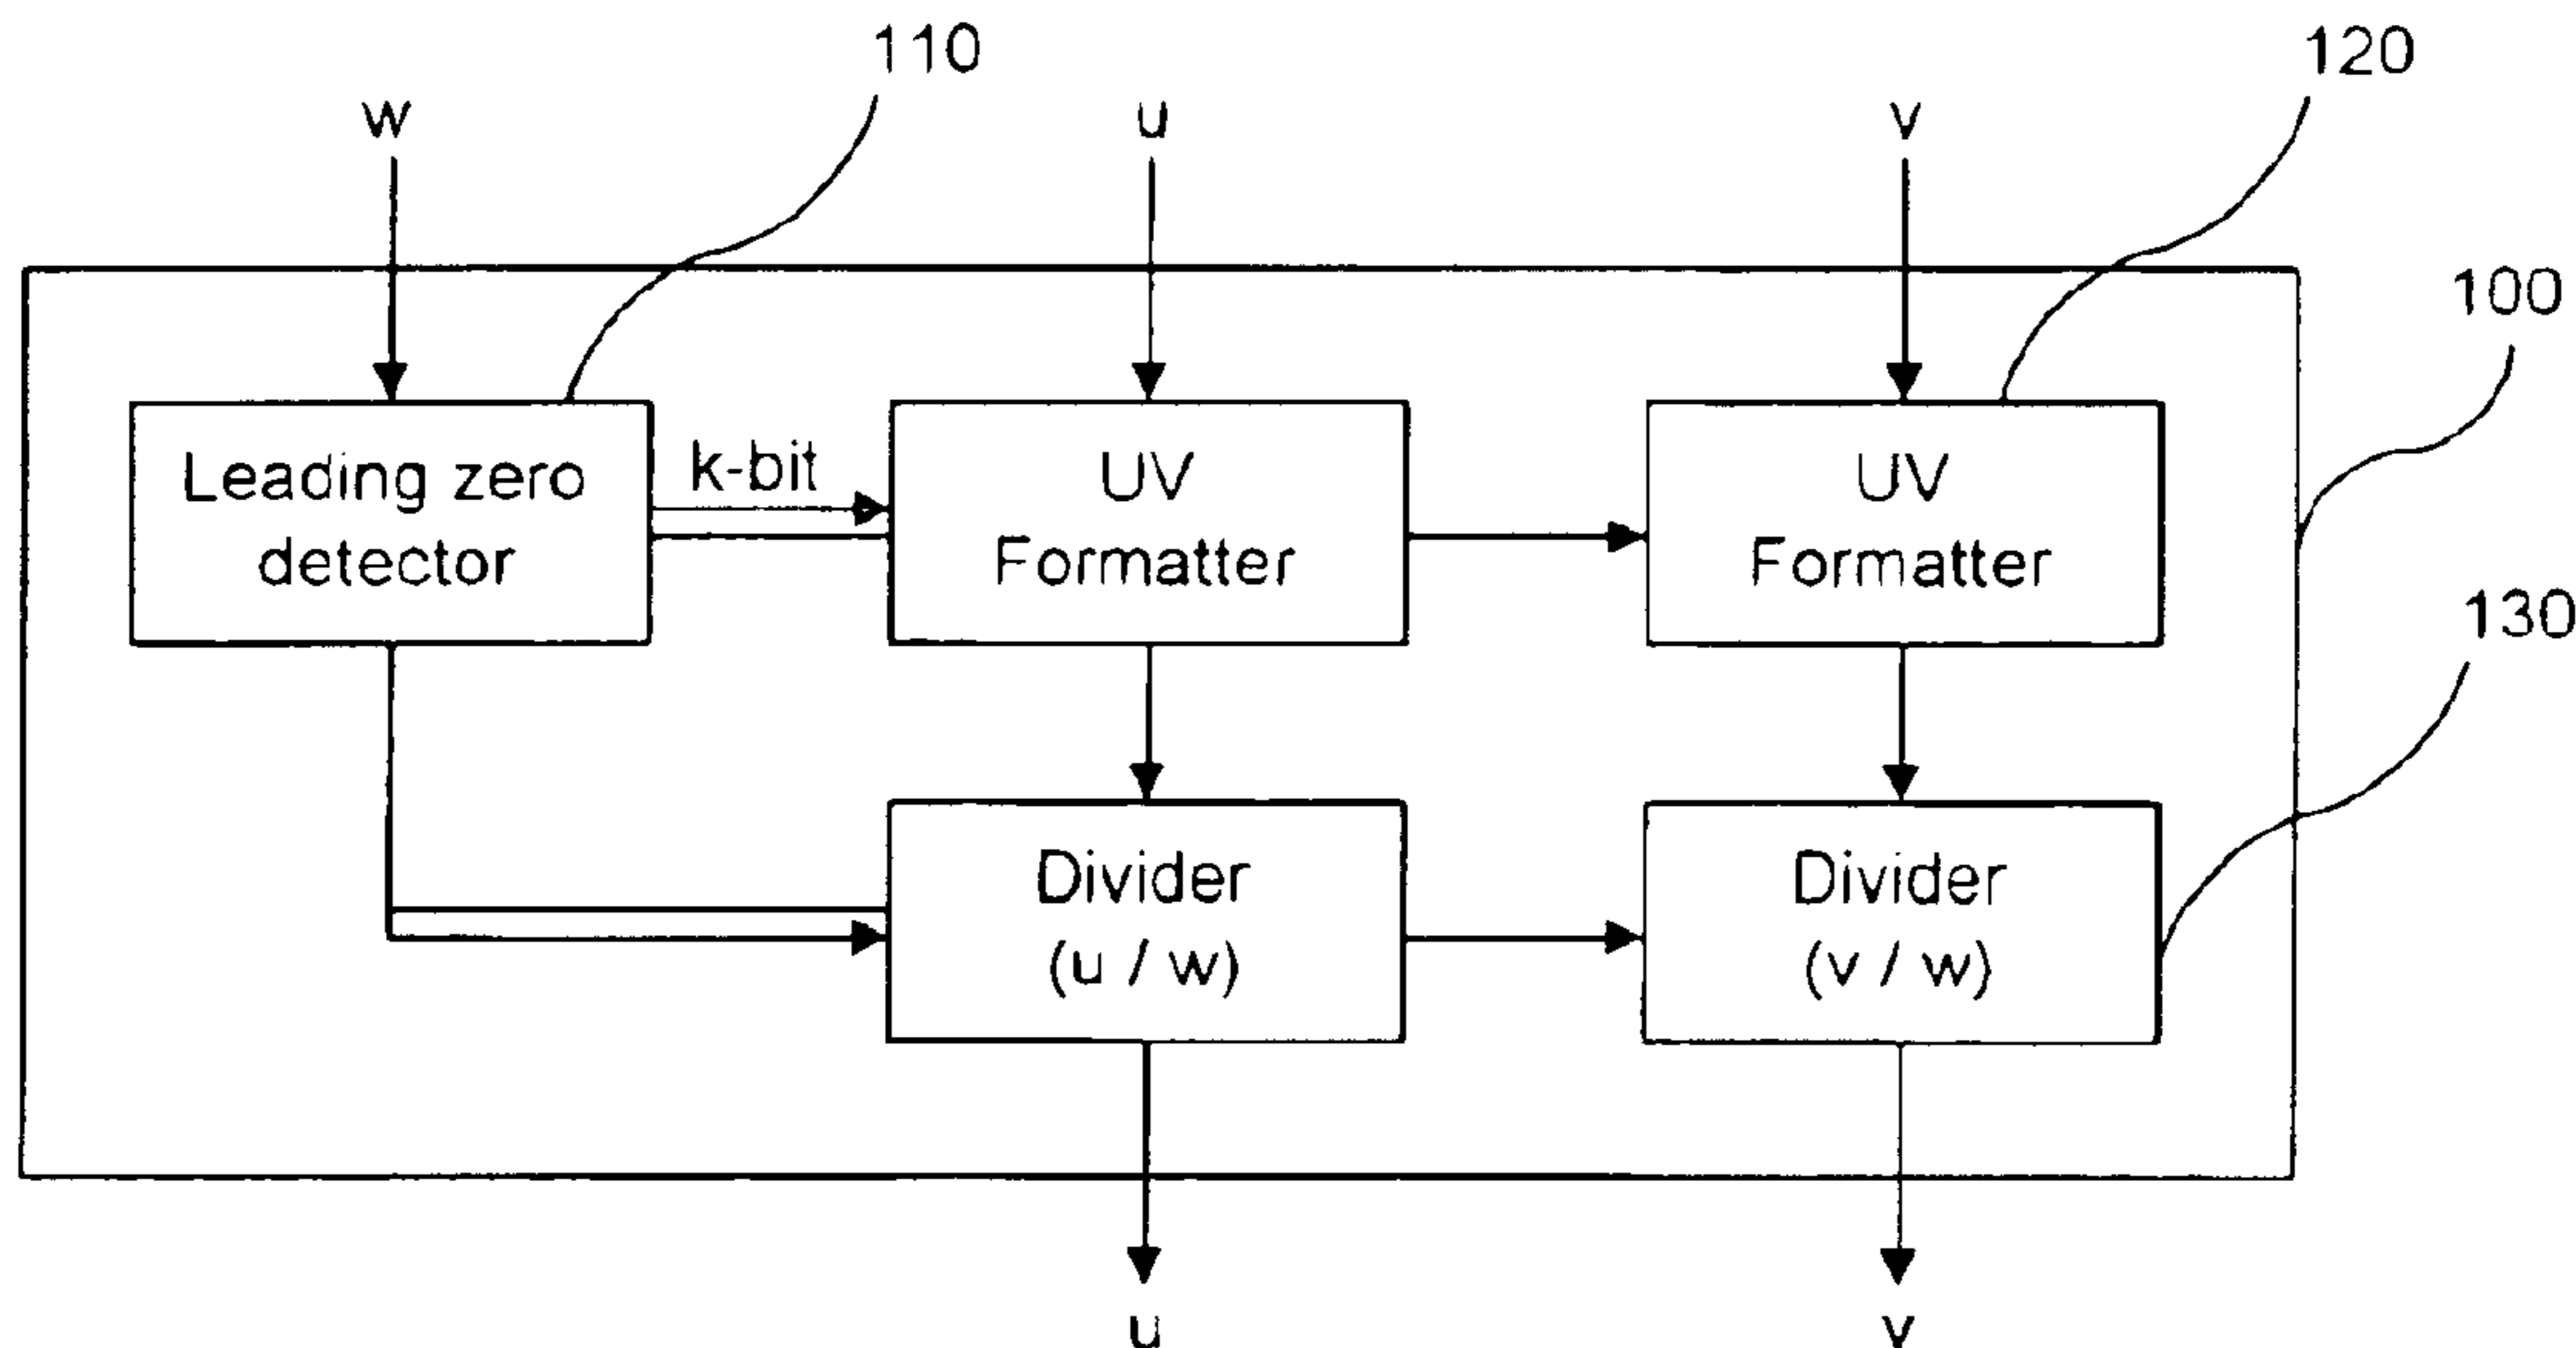 110
120
w
u
v
100
Leading zero
detector
k-bit
UV
Formatter
UV
Formatter
130
Divider
(u / w)
Divider
(v / w)
u
v